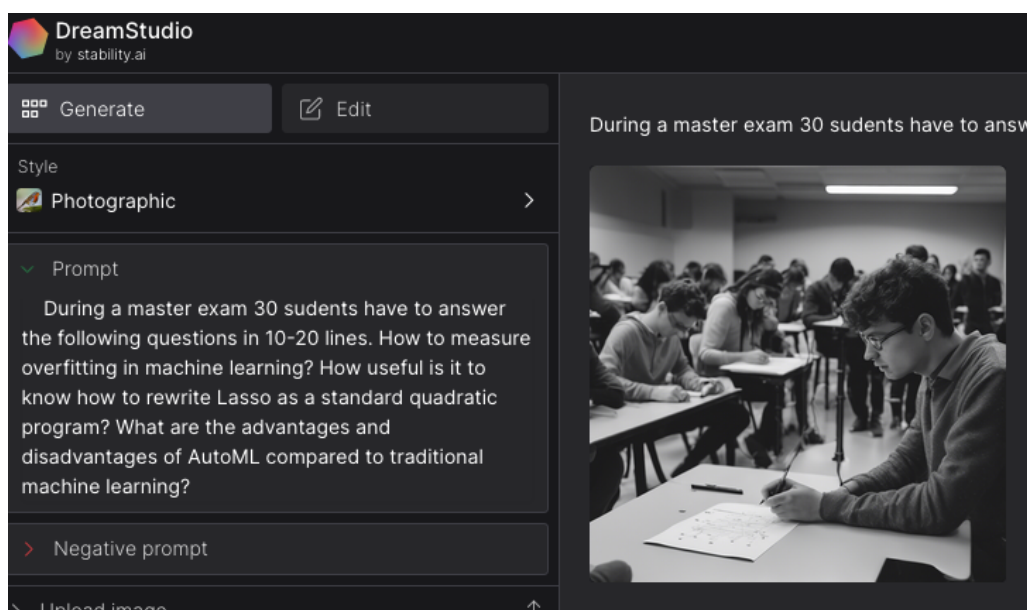 DreamStudio
by stability.ai
Generate
Edit
Style
Photographic
Prompt
During a master exam 30 sudents have to answer
the following questions in 10-20 lines. How to measure
overfitting in machine learning? How useful is it to
know how to rewrite Lasso as a standard quadratic
program? What are the advantages and
disadvantages of AutoML compared to traditional
machine learning?
Negative prompt
Upload image
During a master exam 30 sudents have to answ